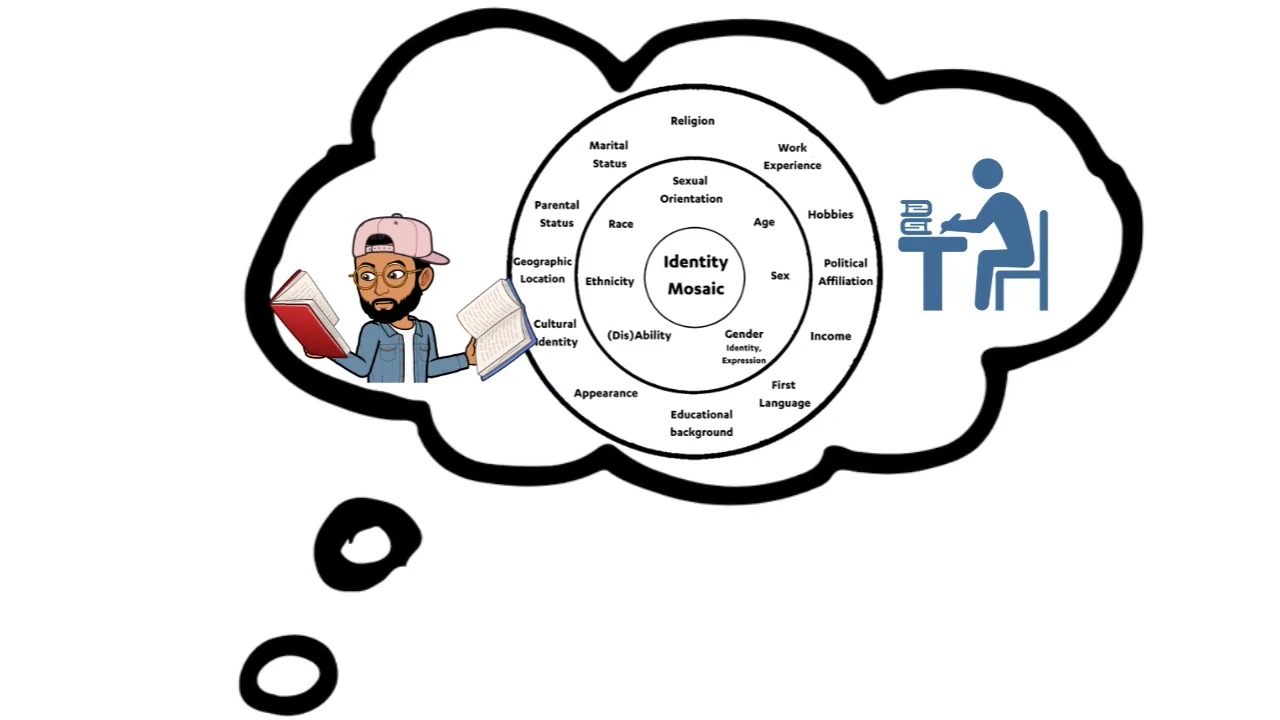 Religion
Marital
Status
Work
Experience
Sexual
Orientation
Parental
Status
Race
Age
Hobbies
Geographic
Location
Identity
Mosaic
Ethnicity
Sex
Political
Affiliation
Cultural
Identity
(Dis)Ability
Gender
Identity,
Expression
Income
Appearance
First
Language
Educational
background